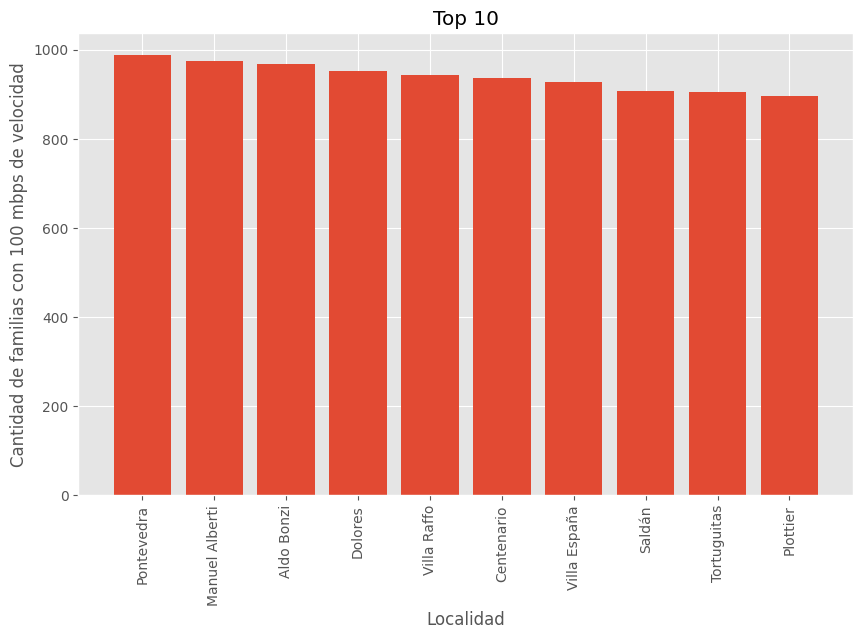 Top 10
Cantidad de familias con 100 mbps de velocidad
1000
800
600
400
200
0
Pontevedra
Manuel Alberti
Aldo Bonzi
Dolores
Villa Raffo
Centenario
Villa España
Saldán
Tortuguitas
Plottier
Localidad